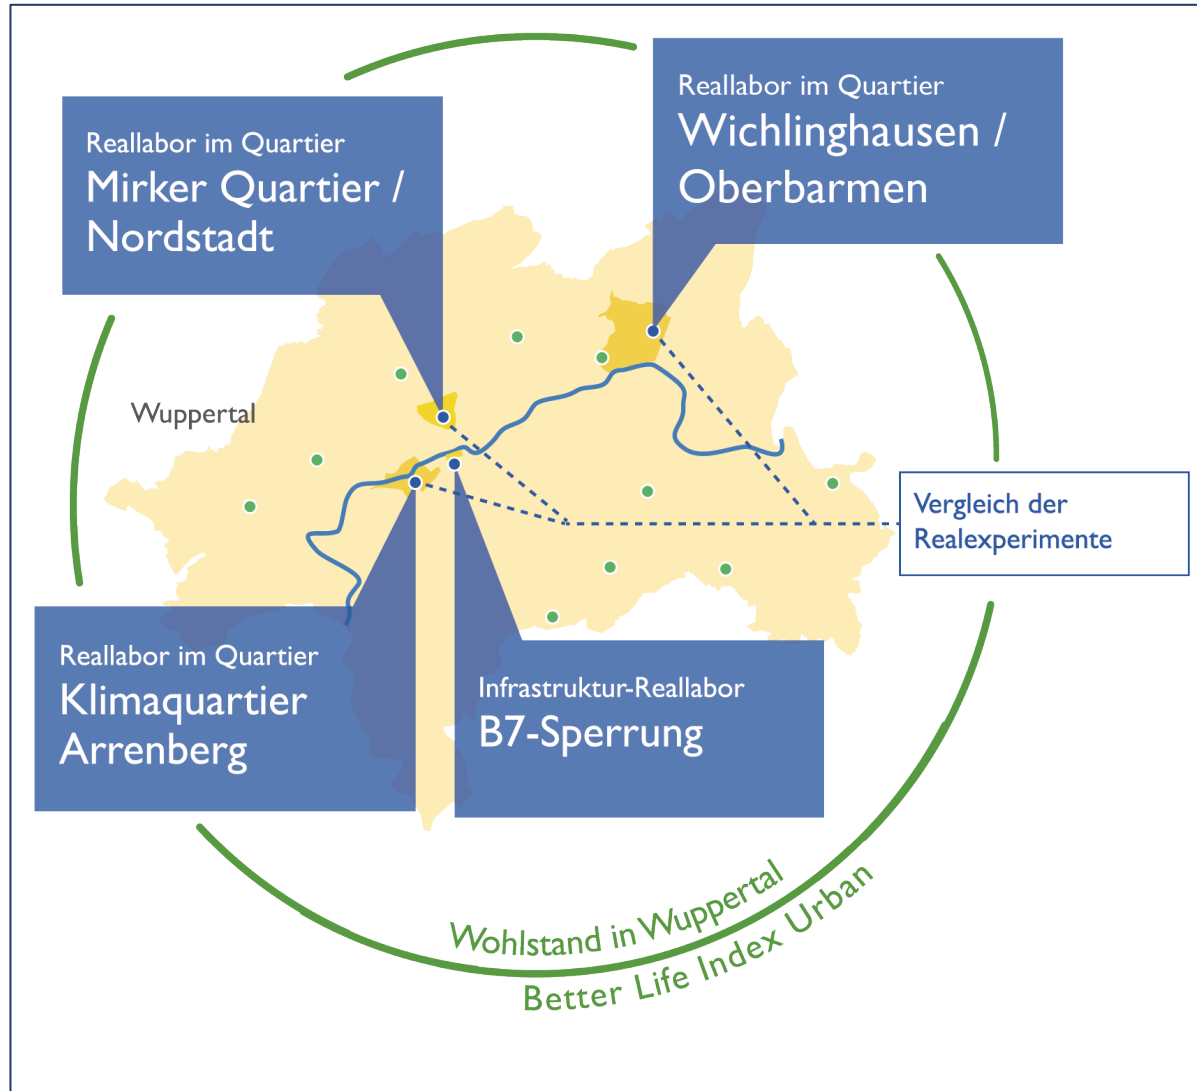 Reallabor im Quartier
Mirker Quartier /
Nordstadt
Reallabor im Quartier
Wichlinghausen /
Oberbarmen
Wuppertal
Vergleich der
Realexperimente
Reallabor im Quartier
Klimaquartier
Arrenberg
Infrastruktur-Reallabor
B7-Sperrung
Wohlstand in Wuppertal
Better Life Index Urban